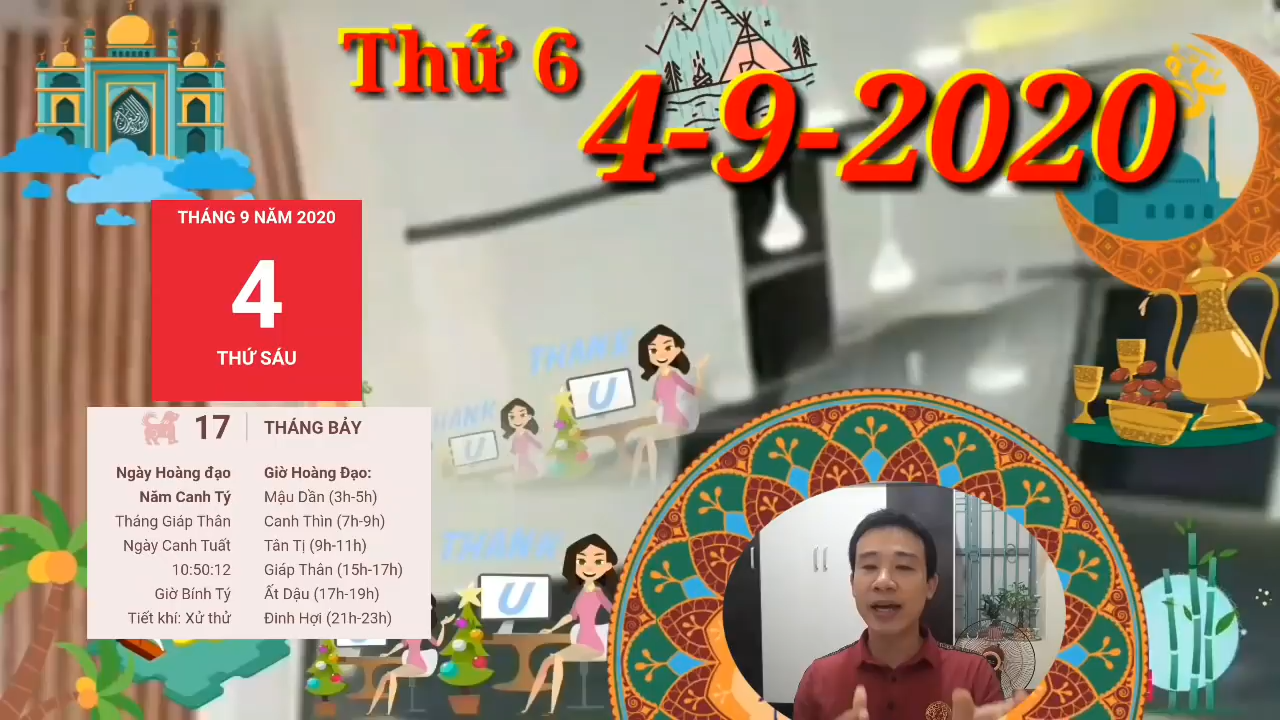 Thứ 6
4-9-2020
THÁNG 9 NĂM 2020
4
THỨ SÁU
17 THÁNG BẢY
Ngày Hoàng đạo
Năm Canh Tý
Tháng Giáp Thân
Ngày Canh Tuất
10:50:12
Giờ Bính Tý
Tiết khí: Xử thử
Giờ Hoàng Đạo:
Mậu Dần (3h-5h)
Canh Thìn (7h-9h)
Tân Tị (9h-11h)
Giáp Thân (15h-17h)
Ất Dậu (17h-19h)
Đinh Hợi (21h-23h)
THANK
U
U
THANK
U